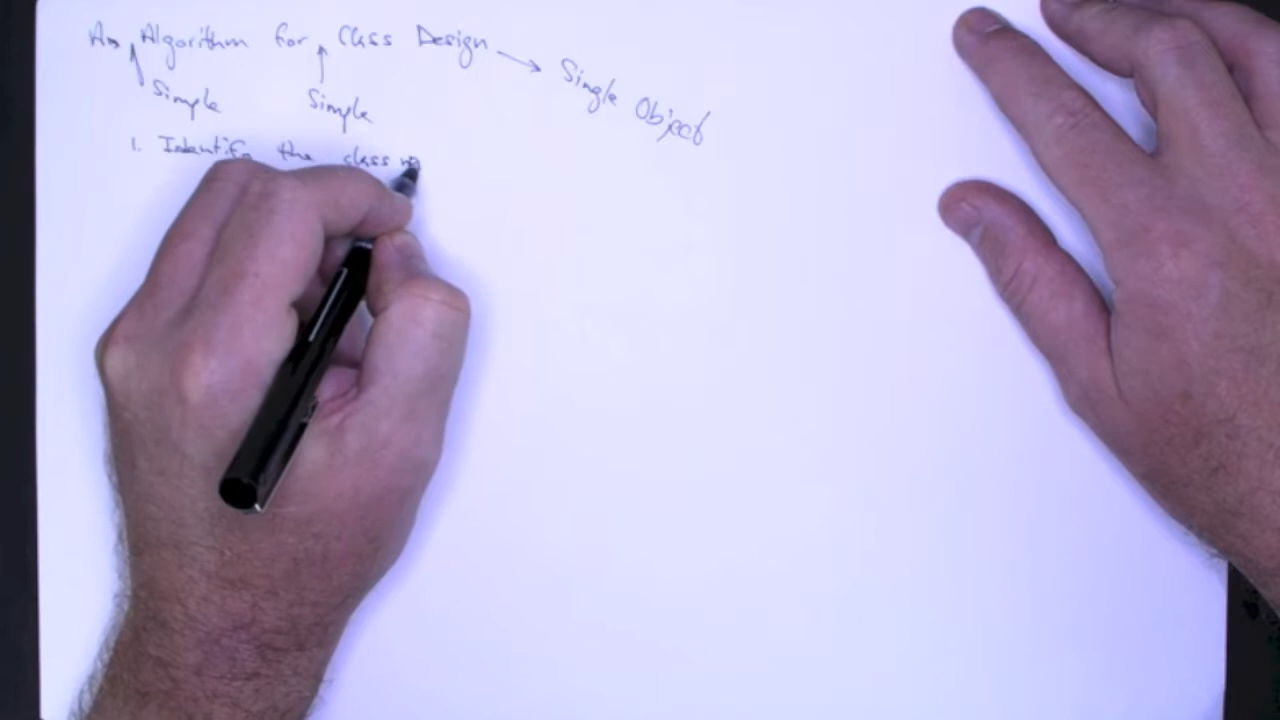 An Algorithm for Class Design → Single Object
Simple Simple
1. Identify the class